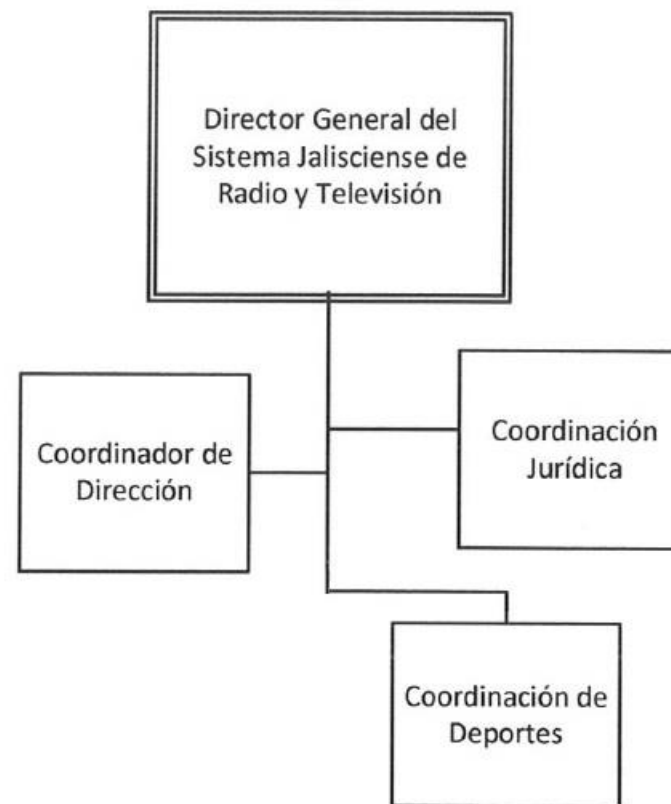 Director General del
Sistema Jalisciense de
Radio y Televisión
Coordinador de
Dirección
Coordinación
Jurídica
Coordinación de
Deportes